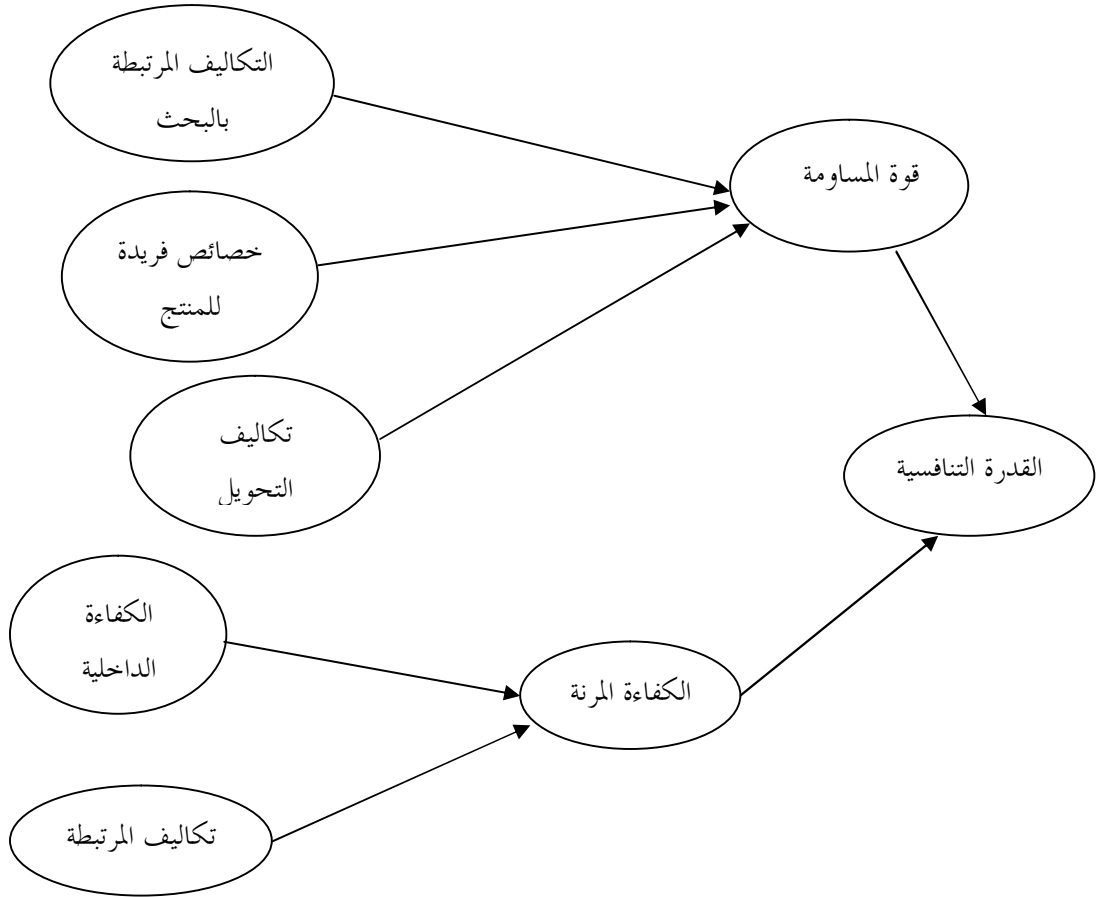 التكاليف المرتبطة
بالبحث
قوة المساومة
خصائص فريدة
للمنتج
تكاليف
التحويل
القدرة التنافسية
الكفاءة
الداخلية
الكفاءة المرنة
تكاليف المرتبطة